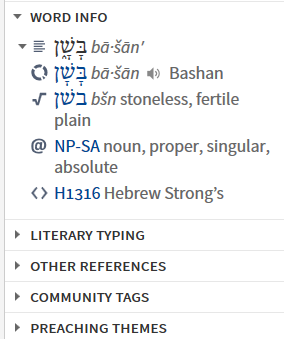 WORD INFO
בָּשָׁ֑ן bā·šān′
בָּשָׁן bā·šān Bashan
בשׁן bšn stoneless, fertile
plain
@ NP-SA noun, proper, singular,
absolute
<> H1316 Hebrew Strong’s
LITERARY TYPING
OTHER REFERENCES
COMMUNITY TAGS
PREACHING THEMES